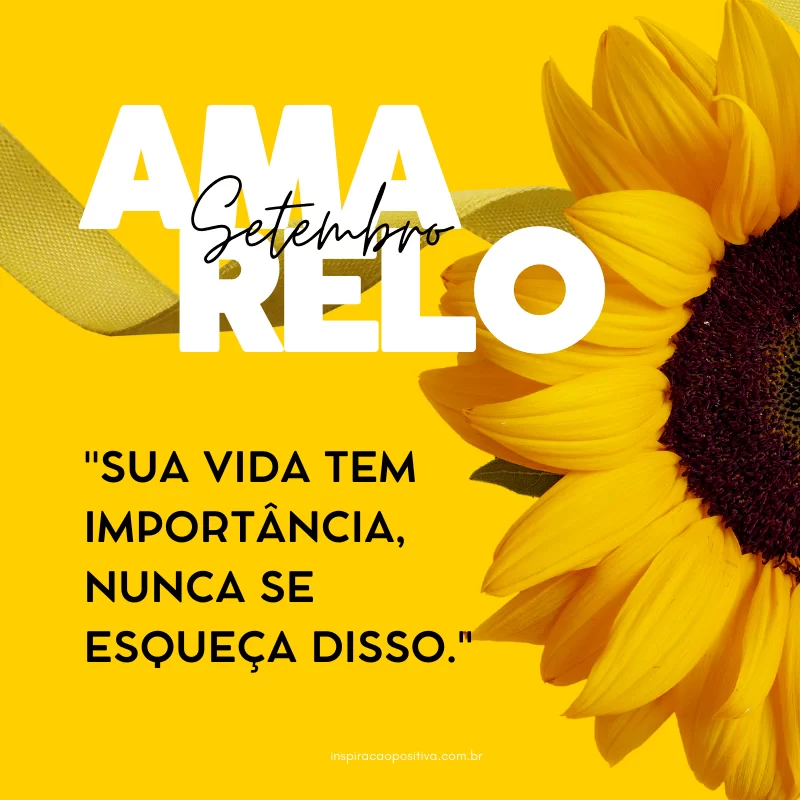 AMA
Setembro
RELO
"SUA VIDA TEM
IMPORTÂNCIA,
NUNCA SE
ESQUEÇA DISSO."
inspiracaopositiva.com.br